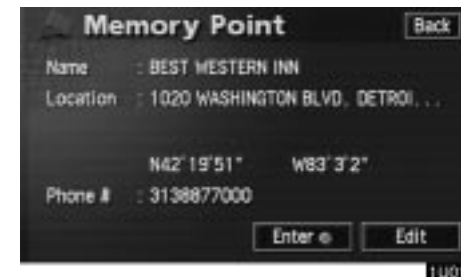 Memory Point
Back
Name : BEST WESTERN INN
Location : 1020 WASHINGTON BLVD, DETROI...
N42°19'51" W83°3'2"
Phone # : 3138877000
Enter
Edit